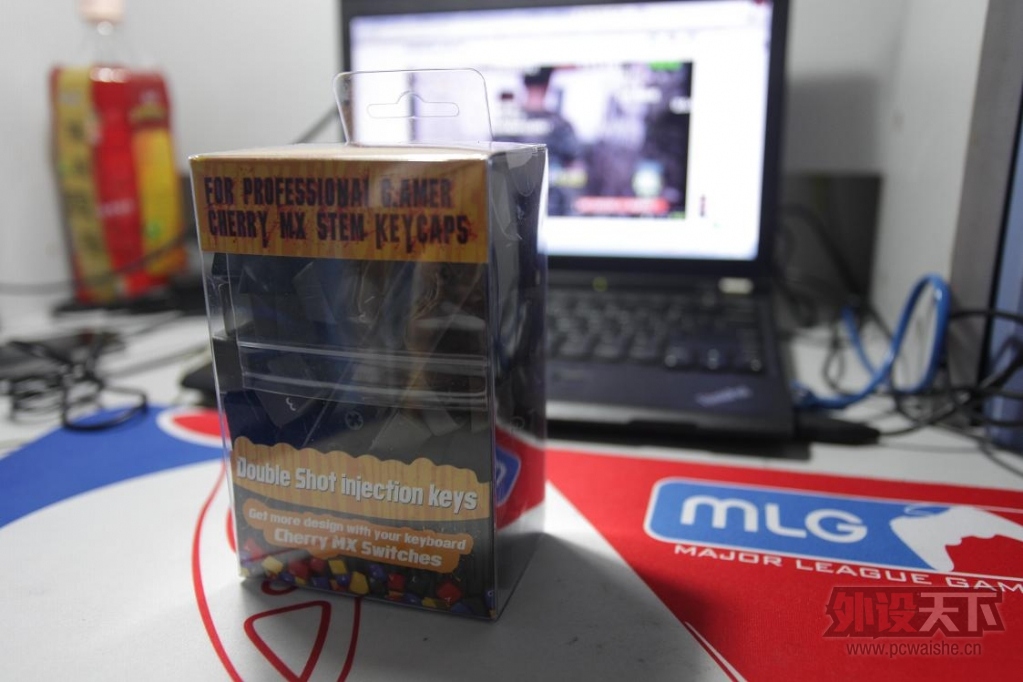 FOR PROFESSIONAL GAMER
CHERRY MX STEM KEYCAPS
Double Shot injection keys
Get more design with your keyboard
Cherry MX Switches
MLG
MAJOR LEAGUE GAM
ThinkPad
外设天下
www.pcwaishe.cn